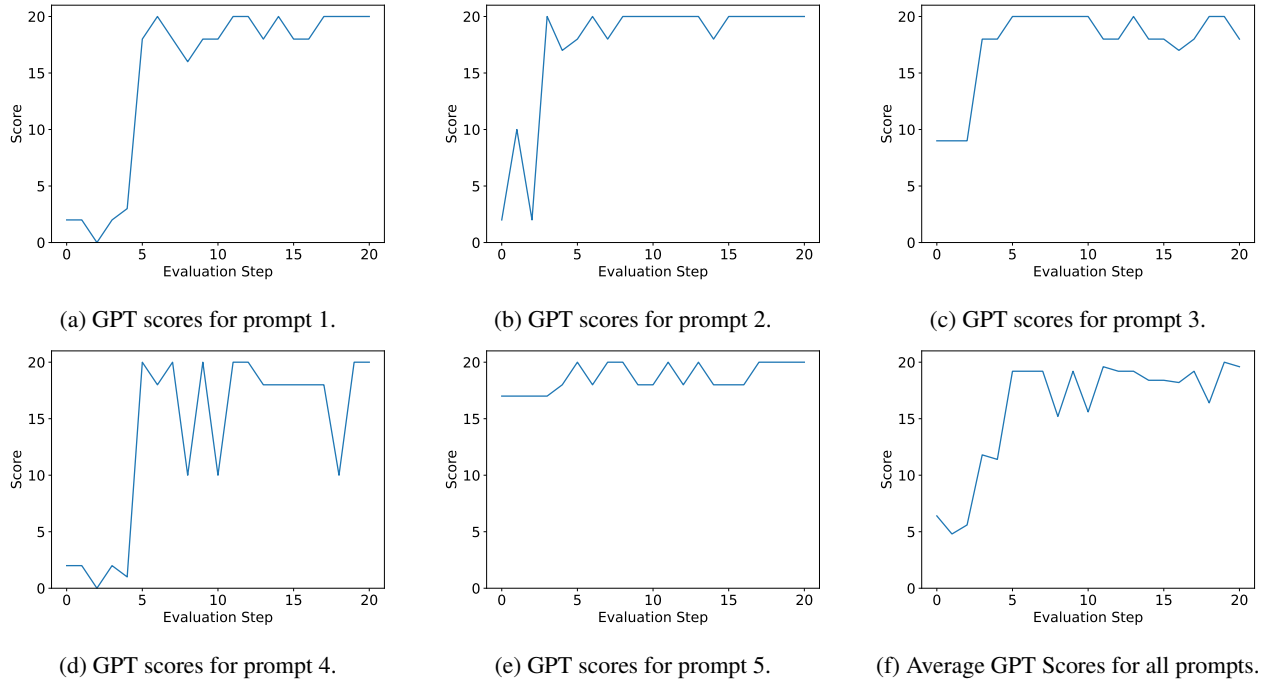 20
15
10
5
0
Score
0 5 10 15 20
Evaluation Step
(a) GPT scores for prompt 1.
20
15
10
5
0
Score
0 5 10 15 20
Evaluation Step
(b) GPT scores for prompt 2.
20
15
10
5
0
Score
0 5 10 15 20
Evaluation Step
(c) GPT scores for prompt 3.
20
15
10
5
0
Score
0 5 10 15 20
Evaluation Step
(d) GPT scores for prompt 4.
20
15
10
5
0
Score
0 5 10 15 20
Evaluation Step
(e) GPT scores for prompt 5.
20
15
10
5
0
Score
0 5 10 15 20
Evaluation Step
(f) Average GPT Scores for all prompts.